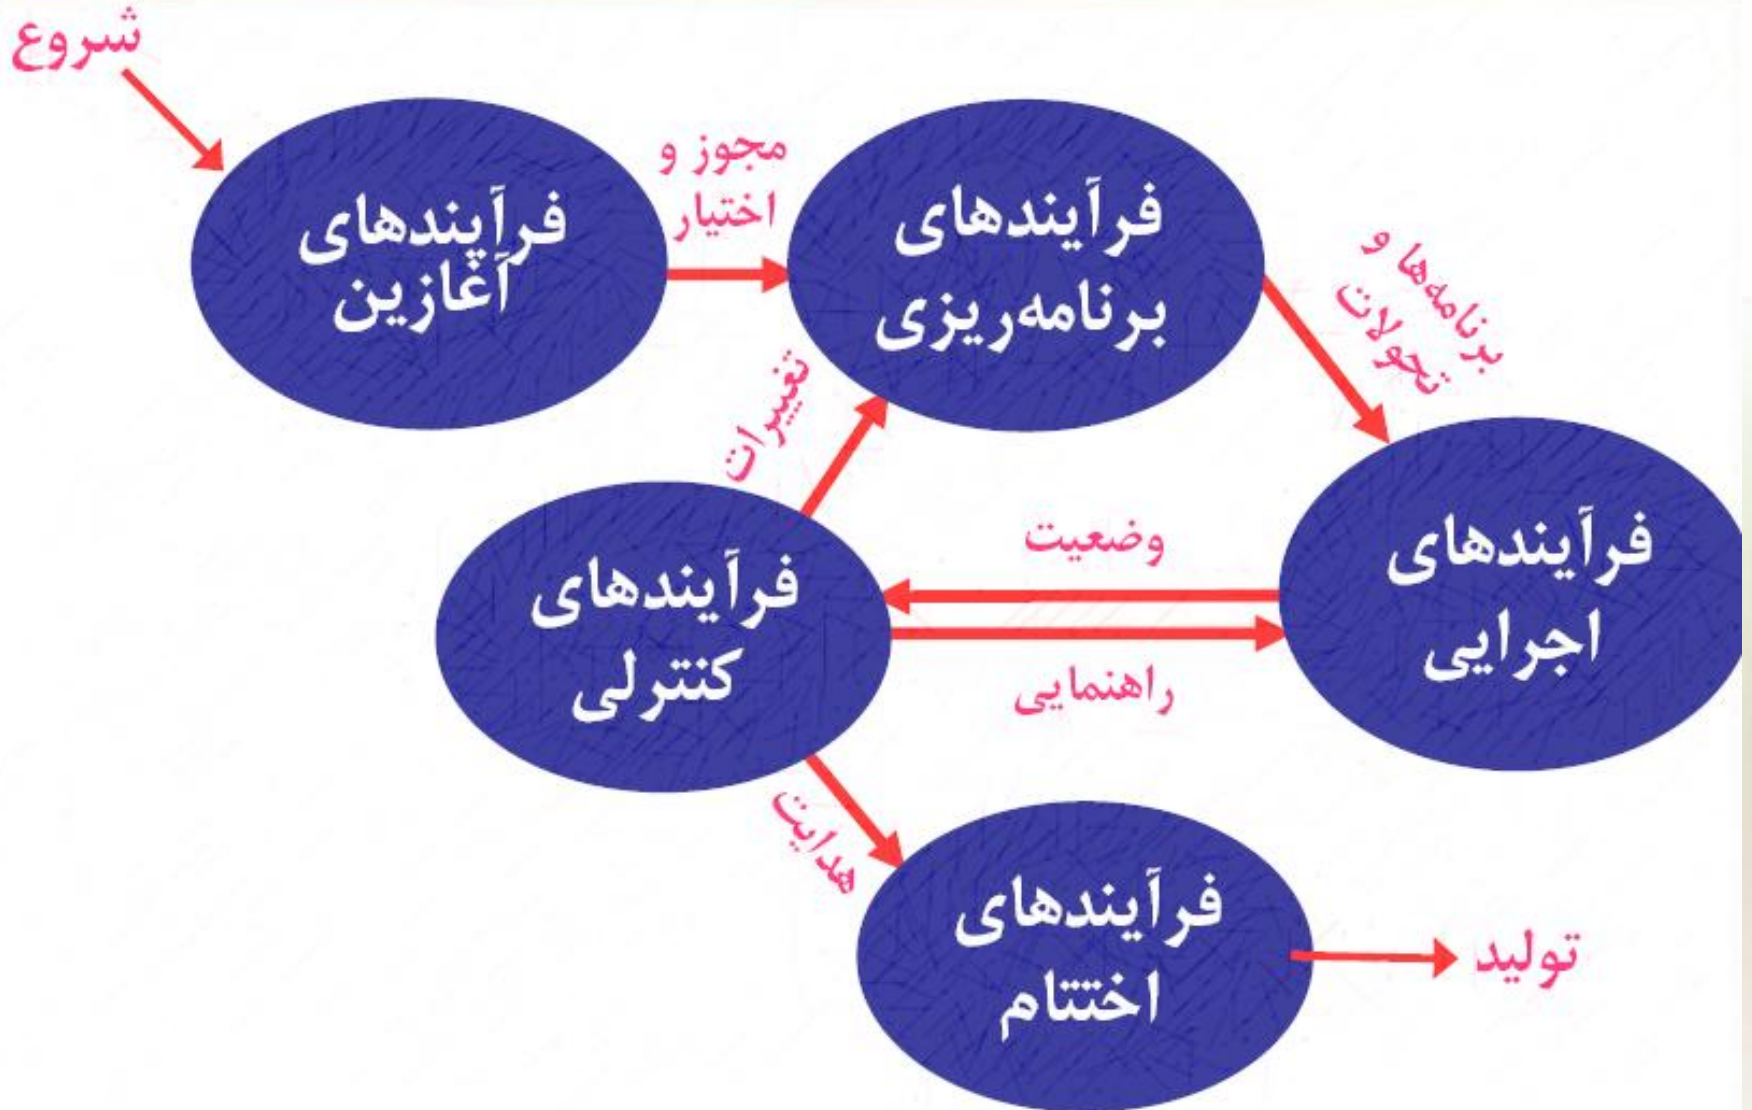 شروع
فرآیندهای
آغازین
مجوز و
اختیار
فرآیندهای
برنامه‌ریزی
برنامه‌ها و
تحولات
تغییرات
فرآیندهای
اجرایی
وضعیت
راهنمایی
فرآیندهای
کنترلی
هدایت
فرآیندهای
اختتام
تولید